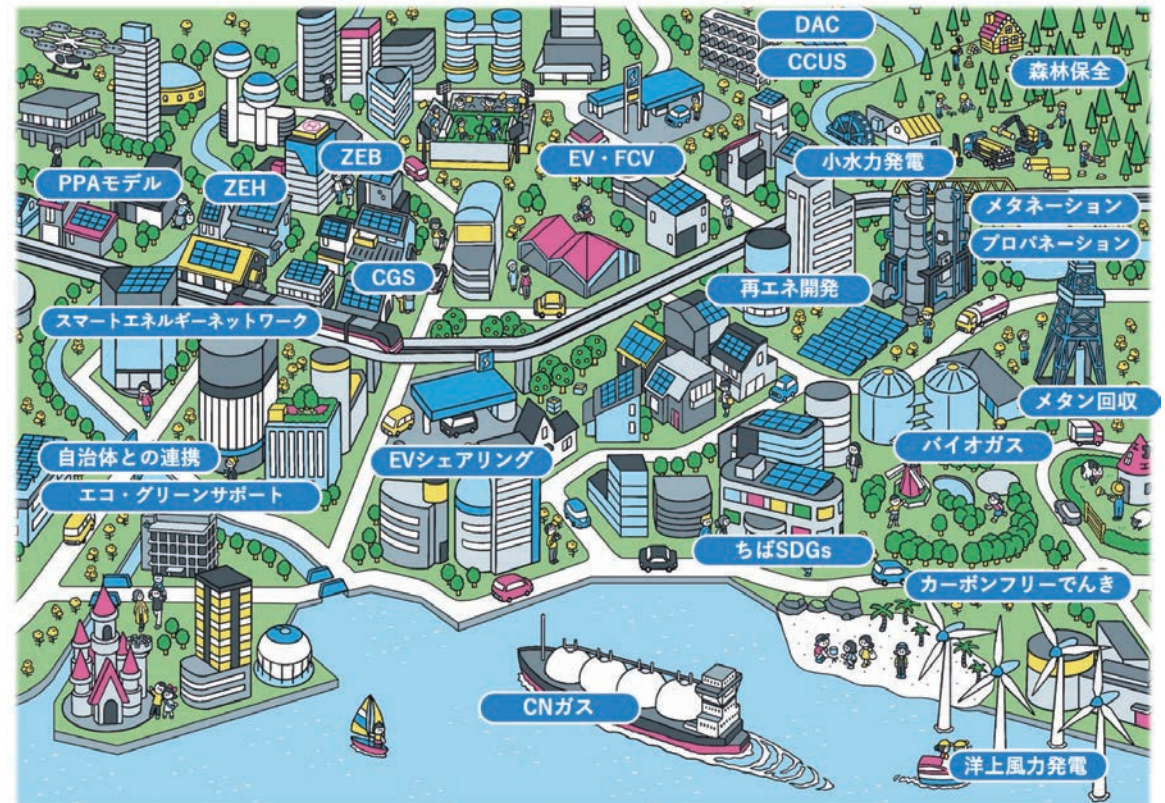 DAC
CCUS
森林保全
ZEB
EV・FCV
小水力発電
PPAモデル
ZEH
メタネーション
プロパネーション
CGS
再エネ開発
スマートエネルギーネットワーク
メタン回収
自治体との連携
EVシェアリング
バイオガス
エコ・グリーンサポート
ちばSDGs
カーボンフリーでんき
CNガス
洋上風力発電